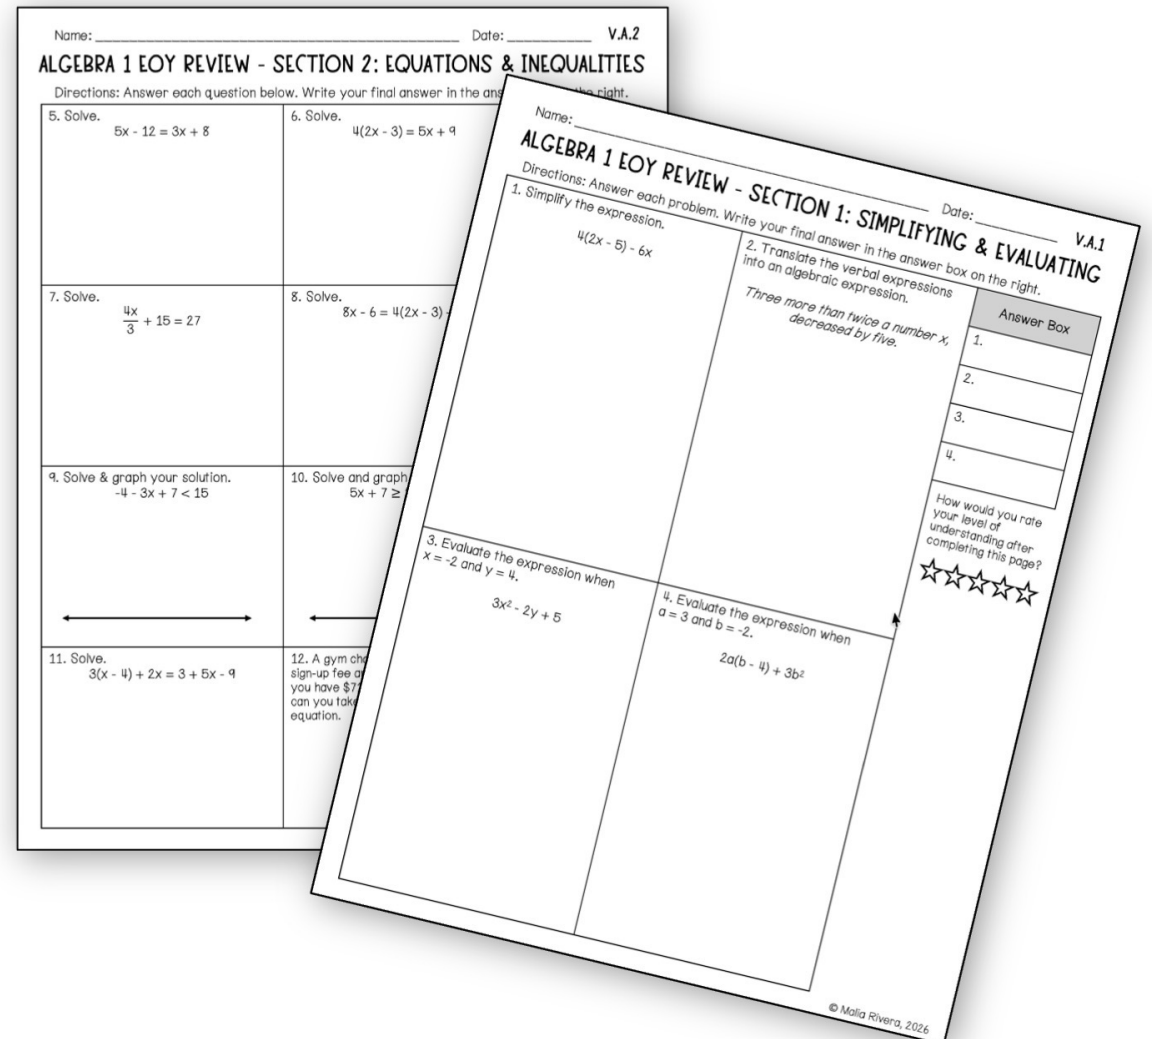 Name: Date: V.A.2
ALGEBRA 1 EOY REVIEW - SECTION 2: EQUATIONS & INEQUALITIES
Directions: Answer each question below. Write your final answer in the right.
5. Solve.
5x - 12 = 3x + 8
6. Solve.
4(2x - 3) = 5x + 9
7. Solve.
4x/3 + 15 = 27
8. Solve.
8x - 6 = 4(2x - 3)
9. Solve & graph your solution.
-4 - 3x + 7 < 15
10. Solve and graph
5x + 7 ≥
11. Solve.
3(x - 4) + 2x = 3 + 5x - 9
12. A gym
sign-up fee
you have
can you
equation.
Name: Date: V.A.1
ALGEBRA 1 EOY REVIEW - SECTION 1: SIMPLIFYING & EVALUATING
Directions: Answer each problem. Write your final answer in the answer box on the right.
1. Simplify the expression.
4(2x - 5) - 6x
2. Translate the verbal expressions
into an algebraic expression.
Three more than twice a number x,
decreased by five.
Answer Box
1.
2.
3.
4.
How would you rate
your level of
understanding after
completing this page?
3. Evaluate the expression when
x = -2 and y = 4.
3x² - 2y + 5
4. Evaluate the expression when
a = 3 and b = -2.
2a(b - 4) + 3b²
© Malia Rivera, 2026